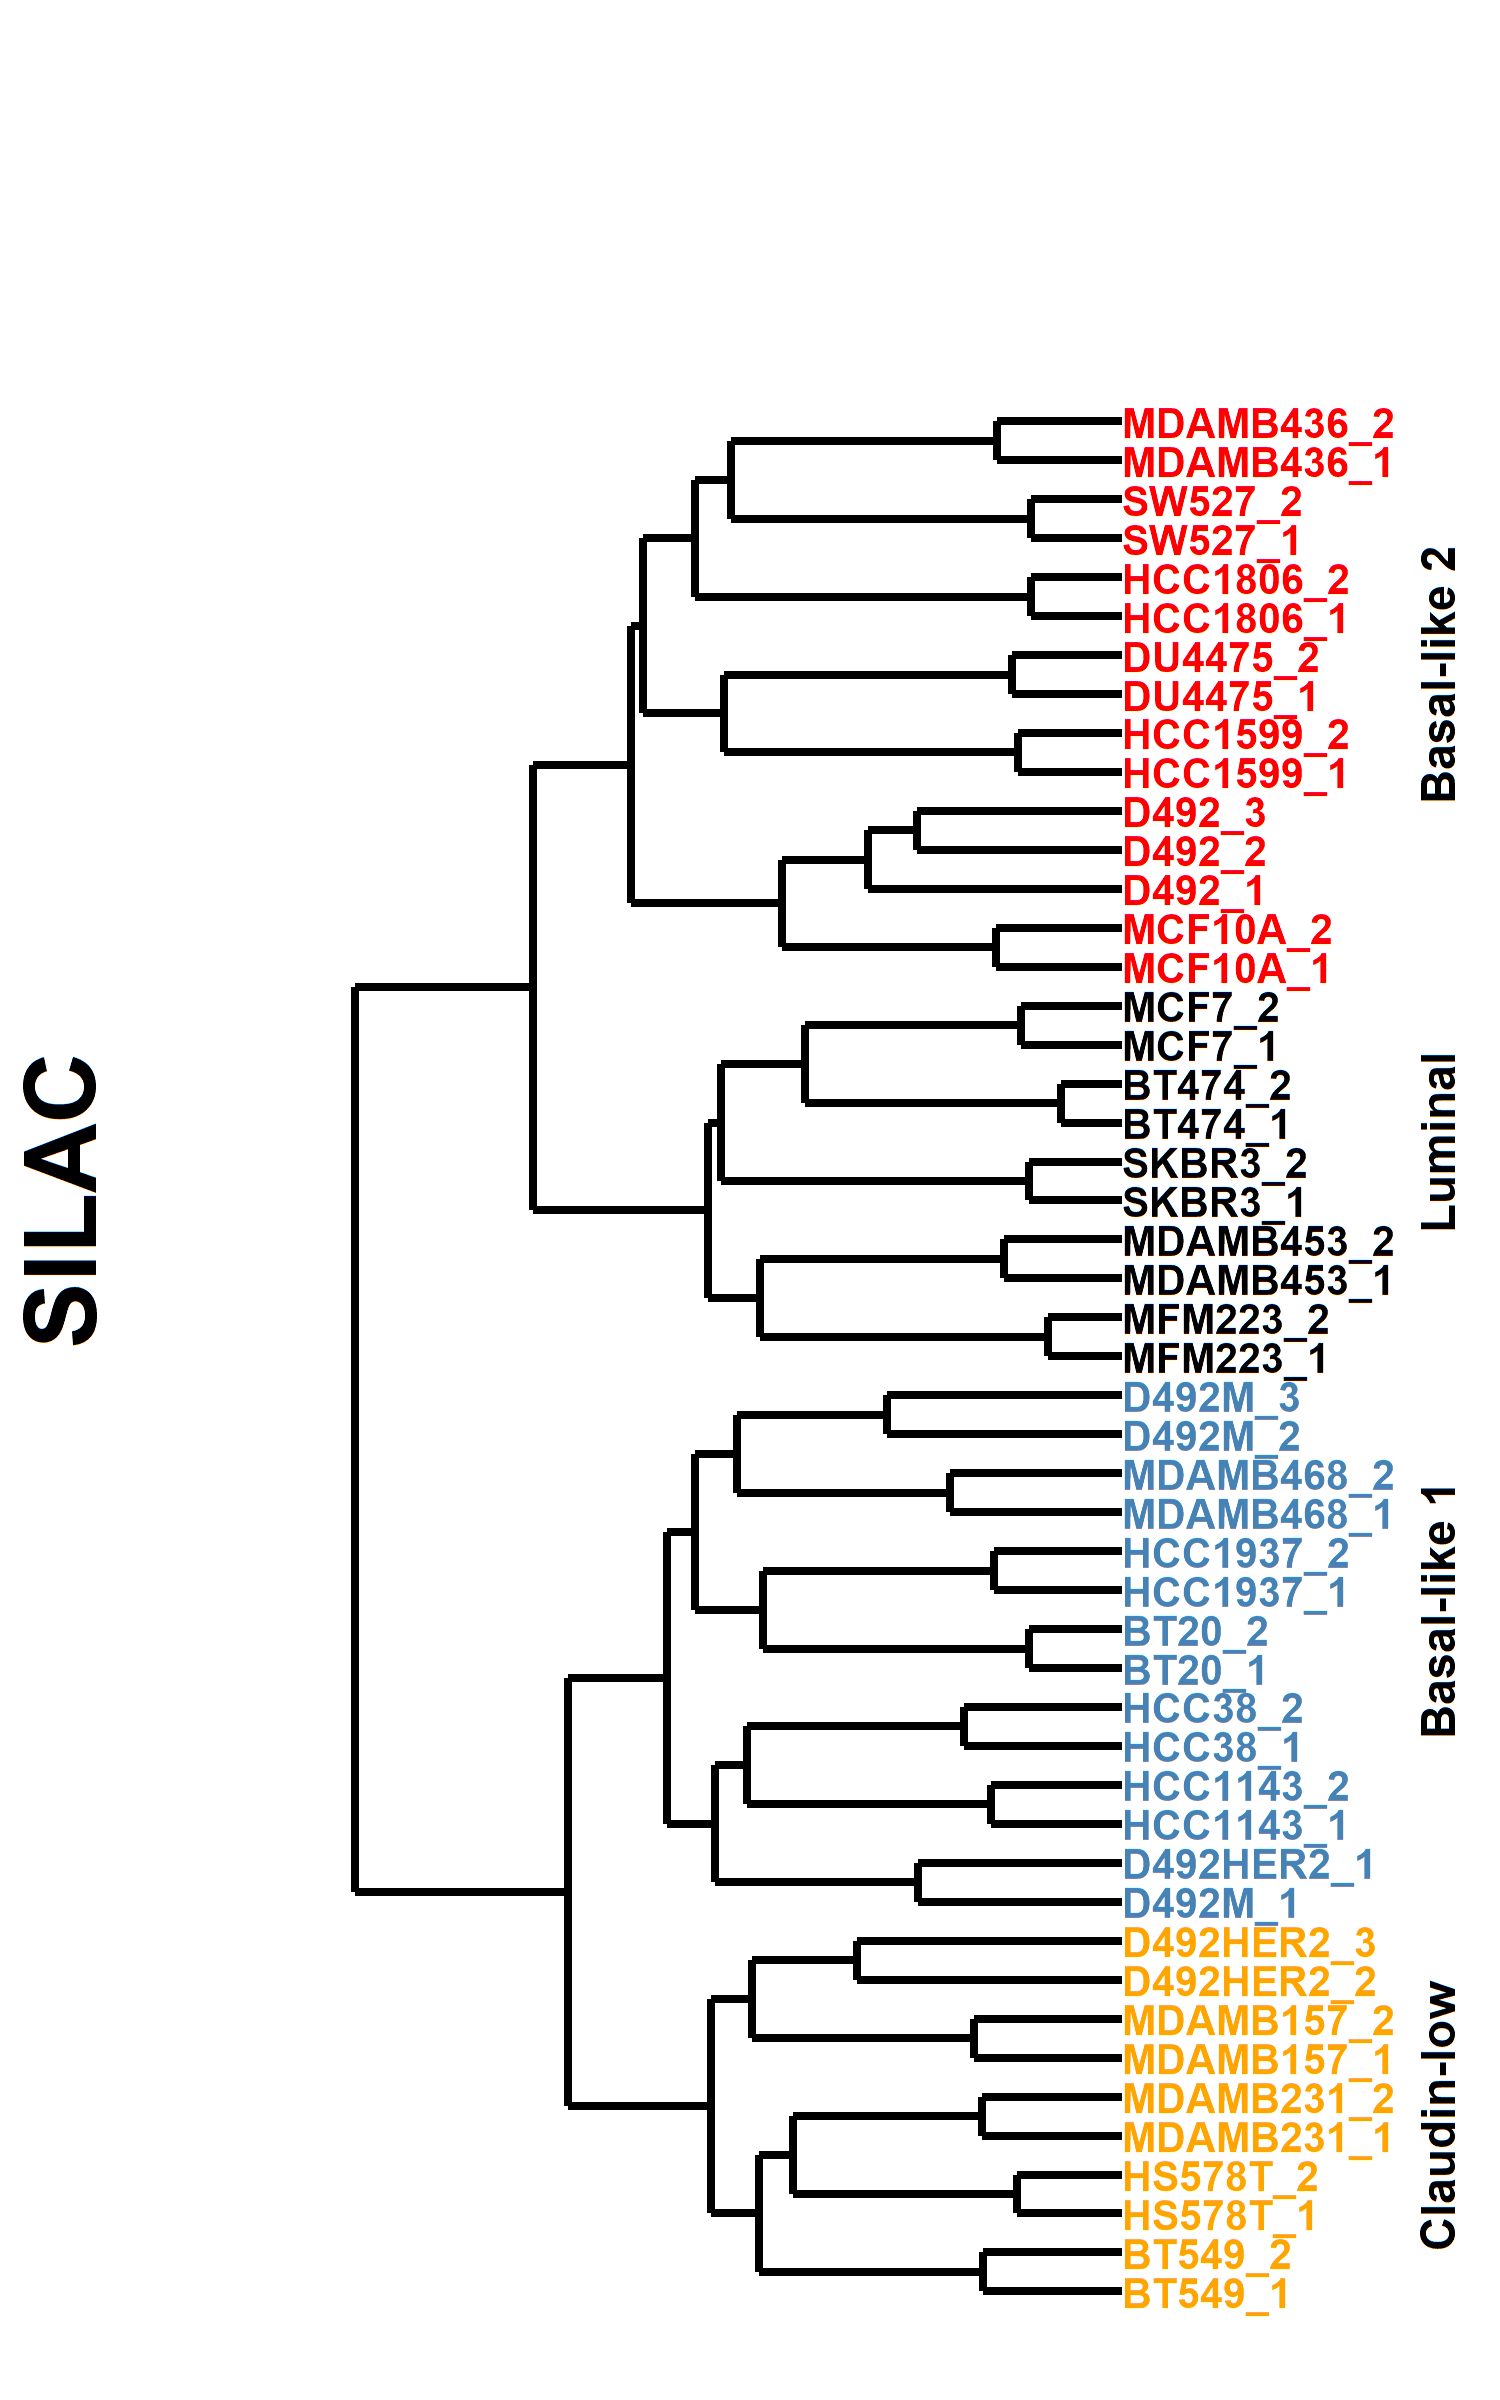 SILAC
MDAMB436_2
MDAMB436_1
SW527_2
SW527_1
HCC1806_2
HCC1806_1
DU4475_2
DU4475_1
HCC1599_2
HCC1599_1
D492_3
D492_2
D492_1
MCF10A_2
MCF10A_1
MCF7_2
MCF7_1
BT474_2
BT474_1
SKBR3_2
SKBR3_1
MDAMB453_2
MDAMB453_1
MFM223_2
MFM223_1
D492M_3
D492M_2
MDAMB468_2
MDAMB468_1
HCC1937_2
HCC1937_1
BT20_2
BT20_1
HCC38_2
HCC38_1
HCC1143_2
HCC1143_1
D492HER2_1
D492M_1
D492HER2_3
D492HER2_2
MDAMB157_2
MDAMB157_1
MDAMB231_2
MDAMB231_1
HS578T_2
HS578T_1
BT549_2
BT549_1
Basal-like 2
Luminal
Basal-like 1
Claudin-low